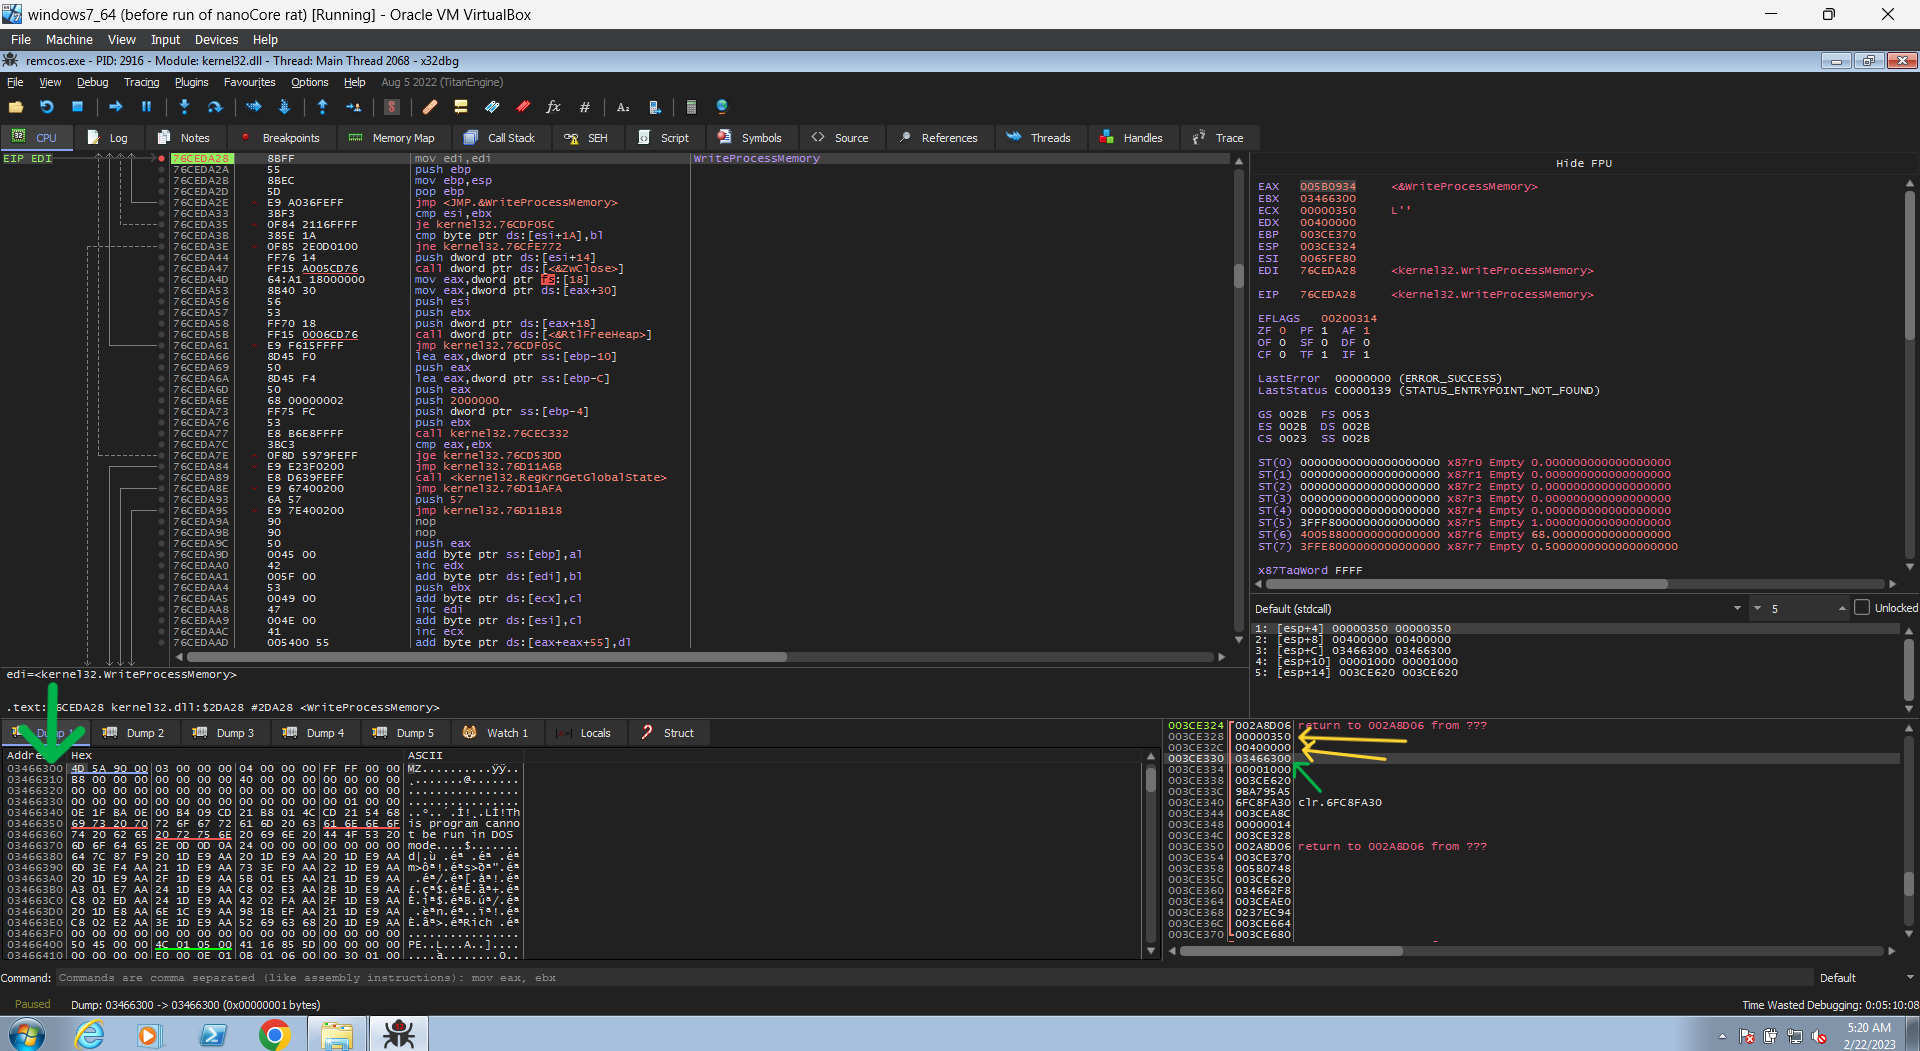 windows7_64 (before run of nanoCore rat) [Running] - Oracle VM VirtualBox
File Machine View Input Devices Help
remcos.exe - PID: 2916 - Module: kernel32.dll - Thread: Main Thread 2068 - x32dbg
File View Debug Tracing Plugins Favourites Options Help Aug 5 2022 (TitanEngine)
CPU Log Notes Breakpoints Memory Map Call Stack SEH Script Symbols Source References Threads Handles Trace
EIP EDI
76CEDA28 8BFF mov edi,edi WriteProcessMemory
76CEDA2A 55 push ebp
76CEDA2B 8BEC mov ebp,esp
76CEDA2D 5D pop ebp
76CEDA2E E9 A036FEFF jmp <JMP.&WriteProcessMemory>
76CEDA33 3BF3 cmp esi,ebx
76CEDA35 0F84 2116FFFF je kernel32.76CDF05C
76CEDA3B 385E 1A cmp byte ptr ds:[esi+1A],bl
76CEDA3E 0F85 2E0D0100 jne kernel32.76CFE772
76CEDA44 FF76 14 push dword ptr ds:[esi+14]
76CEDA47 FF15 A005CD76 call dword ptr ds:[<&ZwClose>]
76CEDA4D 64:A1 18000000 mov eax,dword ptr fs:[18]
76CEDA53 8B40 30 mov eax,dword ptr ds:[eax+30]
76CEDA56 56 push esi
76CEDA57 53 push ebx
76CEDA58 FF70 18 push dword ptr ds:[eax+18]
76CEDA5B FF15 0006CD76 call dword ptr ds:[<&RtlFreeHeap>]
76CEDA61 E9 F615FFFF jmp kernel32.76CDF05C
76CEDA66 8D45 F0 lea eax,dword ptr ss:[ebp-10]
76CEDA69 50 push eax
76CEDA6A 8D45 F4 lea eax,dword ptr ss:[ebp-C]
76CEDA6D 50 push eax
76CEDA6E 68 00000002 push 2000000
76CEDA73 FF75 FC push dword ptr ss:[ebp-4]
76CEDA76 53 push ebx
76CEDA77 E8 B6E8FFFF call kernel32.76CEC332
76CEDA7C 3BC3 cmp eax,ebx
76CEDA7E 0F8D 5979FEFF jge kernel32.76CD53DD
76CEDA84 E9 E23F0200 jmp kernel32.76D11A6B
76CEDA89 E8 D639FEFF call <kernel32.RegKrnGetGlobalState>
76CEDA8E E9 67400200 jmp kernel32.76D11AFA
76CEDA93 6A 57 push 57
76CEDA95 E9 7E400200 jmp kernel32.76D11B18
76CEDA9A 90 nop
76CEDA9B 90 nop
76CEDA9C 50 push eax
76CEDA9D 0045 00 add byte ptr ss:[ebp],al
76CEDAA0 42 inc edx
76CEDAA1 005F 00 add byte ptr ds:[edi],bl
76CEDAA4 53 push ebx
76CEDAA5 0049 00 add byte ptr ds:[ecx],cl
76CEDAA8 47 inc edi
76CEDAA9 004E 00 add byte ptr ds:[esi],cl
76CEDAAC 41 inc ecx
76CEDAAD 005400 55 add byte ptr ds:[eax+eax+55],dl
Hide FPU
EAX 005B0934 <&WriteProcessMemory>
EBX 03466300
ECX 00000350 L''
EDX 00400000
EBP 003CE370
ESP 003CE324
ESI 0065FE80
EDI 76CEDA28 <kernel32.WriteProcessMemory>
EIP 76CEDA28 <kernel32.WriteProcessMemory>
EFLAGS 00200314
ZF 0 PF 1 AF 1
OF 0 SF 0 DF 0
CF 0 TF 1 IF 1
LastError 00000000 (ERROR_SUCCESS)
LastStatus C0000139 (STATUS_ENTRYPOINT_NOT_FOUND)
GS 002B FS 0053
ES 002B DS 002B
CS 0023 SS 002B
ST(0) 00000000000000000000 x87r0 Empty 0.000000000000000000
ST(1) 00000000000000000000 x87r1 Empty 0.000000000000000000
ST(2) 00000000000000000000 x87r2 Empty 0.000000000000000000
ST(3) 00000000000000000000 x87r3 Empty 0.000000000000000000
ST(4) 00000000000000000000 x87r4 Empty 0.000000000000000000
ST(5) 3FFF8000000000000000 x87r5 Empty 1.000000000000000000
ST(6) 40058800000000000000 x87r6 Empty 68.00000000000000000
ST(7) 3FFE8000000000000000 x87r7 Empty 0.5000000000000000000
x87TagWord FFFF
Default (stdcall) 5 Unlocked
1: [esp+4] 00000350 00000350
2: [esp+8] 00400000 00400000
3: [esp+C] 03466300 03466300
4: [esp+10] 00001000 00001000
5: [esp+14] 003CE620 003CE620
edi=<kernel32.WriteProcessMemory>
.text: 6CEDA28 kernel32.dll:$2DA28 #2DA28 <WriteProcessMemory>
Dump 1 Dump 2 Dump 3 Dump 4 Dump 5 Watch 1 Locals Struct
Address Hex ASCII
03466300 4D 5A 90 00 03 00 00 00 04 00 00 00 FF FF 00 00 MZ..........ÿÿ..
03466310 B8 00 00 00 00 00 00 00 40 00 00 00 00 00 00 00 ........@.......
03466320 00 00 00 00 00 00 00 00 00 00 00 00 00 00 00 00 ................
03466330 00 00 00 00 00 00 00 00 00 00 00 00 00 01 00 00 ................
03466340 0E 1F BA 0E 00 B4 09 CD 21 B8 01 4C CD 21 54 68 ..º..´.Í!¸.LÍ!Th
03466350 69 73 20 70 72 6F 67 72 61 6D 20 63 61 6E 6E 6F is program canno
03466360 74 20 62 65 20 72 75 6E 20 69 6E 20 44 4F 53 20 t be run in DOS
03466370 6D 6F 64 65 2E 0D 0D 0A 24 00 00 00 00 00 00 00 mode....$.......
03466380 64 7C 87 F9 20 1D E9 AA 20 1D E9 AA 20 1D E9 AA d|.ù .éª .éª .éª
03466390 6D 3E F4 AA 21 1D E9 AA 73 3E F0 AA 22 1D E9 AA m>ôª!.éªs>ðª".éª
034663A0 20 1D E9 AA 2F 1D E9 AA 5B 01 E5 AA 21 1D E9 AA .éª/.éª[.åª!.éª
034663B0 A3 01 E7 AA 24 1D E9 AA C8 02 E3 AA 2B 1D E9 AA £.çª$.éªÈ.ãª+.éª
034663C0 C8 02 ED AA 24 1D E9 AA 42 02 FA AA 2F 1D E9 AA È.íª$.éªB.úª/.éª
034663D0 20 1D E8 AA 6E 1C E9 AA 98 1B EF AA 21 1D E9 AA .èªn.éª..ïª!.éª
034663E0 C8 02 E2 AA 3E 1D E9 AA 52 69 63 68 20 1D E9 AA È.âª>.éªRich .éª
034663F0 00 00 00 00 00 00 00 00 00 00 00 00 00 00 00 00 ................
03466400 50 45 00 00 4C 01 05 00 41 16 85 5D 00 00 00 00 PE..L...A..]....
03466410 00 00 00 00 E0 00 0E 01 0B 01 06 00 00 30 01 00 ....à........0..
003CE324 002A8D06 return to 002A8D06 from ???
003CE328 00000350
003CE32C 00400000
003CE330 03466300
003CE334 00001000
003CE338 003CE620
003CE33C 9BA795A5
003CE340 6FC8FA30 clr.6FC8FA30
003CE344 003CEA8C
003CE348 00000014
003CE34C 003CE328
003CE350 002A8D06 return to 002A8D06 from ???
003CE354 003CE370
003CE358 005B0748
003CE35C 003CE620
003CE360 034662F8
003CE364 003CEAE0
003CE368 0237EC94
003CE36C 003CE664
003CE370 003CE680
Command: Commands are comma separated (like assembly instructions): mov eax, ebx Default
Paused Dump: 03466300 -> 03466300 (0x00000001 bytes) Time Wasted Debugging: 0:05:10:08
5:20 AM
2/22/2023